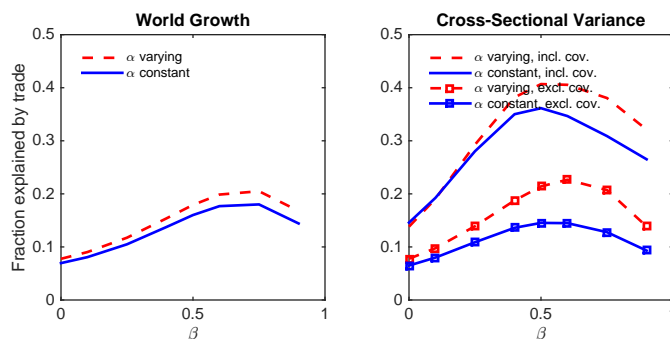 World Growth
Fraction explained by trade
0.5
0.4
0.3
0.2
0.1
0
α varying
α constant
0
0.5
1
β
Cross-Sectional Variance
0.5
0.4
0.3
0.2
0.1
0
α varying, incl. cov.
α constant, incl. cov.
α varying, excl. cov.
α constant, excl. cov.
0
0.5
1
β